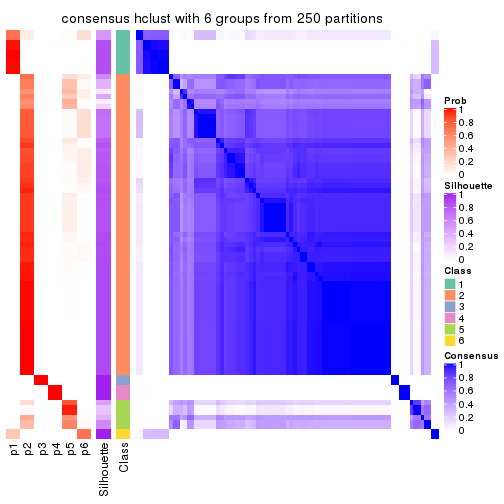 consensus hclust with 6 groups from 250 partitions
Prob
1
0.8
0.6
0.4
0.2
0
Silhouette
1
0.8
0.6
0.4
0.2
0
Class
1
2
3
4
5
6
Consensus
1
0.8
0.6
0.4
0.2
0
p1
p2
p3
p4
p5
p6
Silhouette
Class